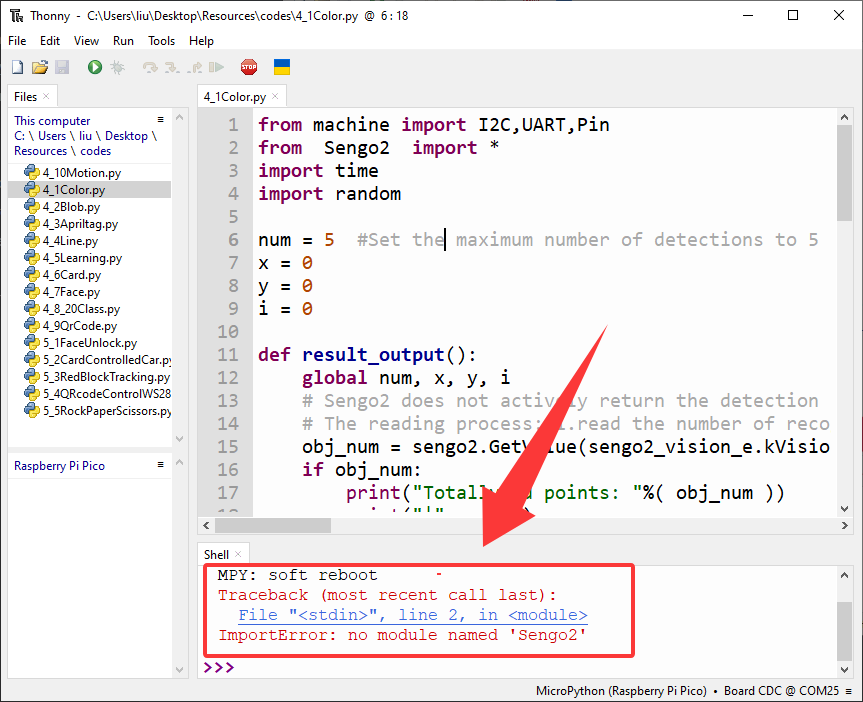 Thonny - C:\Users\liu\Desktop\Resources\codes\4_1Color.py @ 6:18
File Edit View Run Tools Help
STOP
Files
This computer
C: \ Users \ liu \ Desktop \
Resources \ codes
4_10Motion.py
4_1Color.py
4_2Blob.py
4_3Apriltag.py
4_4Line.py
4_5Learning.py
4_6Card.py
4_7Face.py
4_8_20Class.py
4_9QrCode.py
5_1FaceUnlock.py
5_2CardControlledCar.py
5_3RedBlockTracking.py
5_4QRcodeControlWS28
5_5RockPaperScissors.py
Raspberry Pi Pico
4_1Color.py
1 from machine import I2C,UART,Pin
2 from Sengo2 import *
3 import time
4 import random
5
6 num = 5 #Set the maximum number of detections to 5
7 x = 0
8 y = 0
9 i = 0
10
11 def result_output():
12 global num, x, y, i
13 # Sengo2 does not actively return the detection
14 # The reading process: .read the number of reco
15 obj_num = sengo2.GetV lue(sengo2_vision_e.kVisio
16 if obj_num:
17 print("Totally points: "%( obj_num ))
Shell
MPY: soft reboot
Traceback (most recent call last):
File "<stdin>", line 2, in <module>
ImportError: no module named 'Sengo2'
>>>
MicroPython (Raspberry Pi Pico) • Board CDC @ COM25